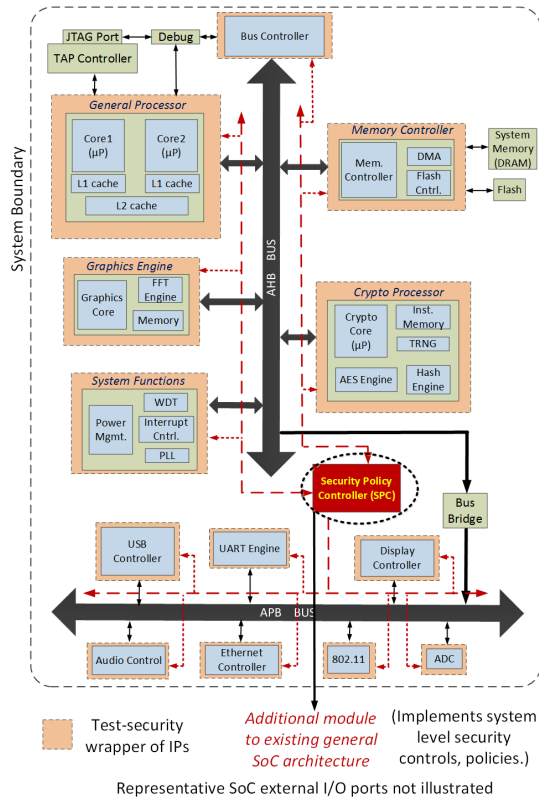 System Boundary
JTAG Port
Debug
TAP Controller
Bus Controller
General Processor
Core1
(µP)
Core2
(µP)
L1 cache
L1 cache
L2 cache
Memory Controller
Mem.
Controller
DMA
Flash
Cntrl.
System
Memory
(DRAM)
Flash
AHB BUS
Graphics Engine
Graphics
Core
FFT
Engine
Memory
Crypto Processor
Crypto
Core
(µP)
Inst.
Memory
TRNG
AES Engine
Hash
Engine
System Functions
Power
Mgmt.
WDT
Interrupt
Cntrl.
PLL
Security Policy
Controller (SPC)
Bus
Bridge
USB
Controller
UART Engine
Display
Controller
APB BUS
Audio Control
Ethernet
Controller
802.11
ADC
Test-security
wrapper of IPs
Additional module
to existing general
SoC architecture
(Implements system
level security
controls, policies.)
Representative SoC external I/O ports not illustrated